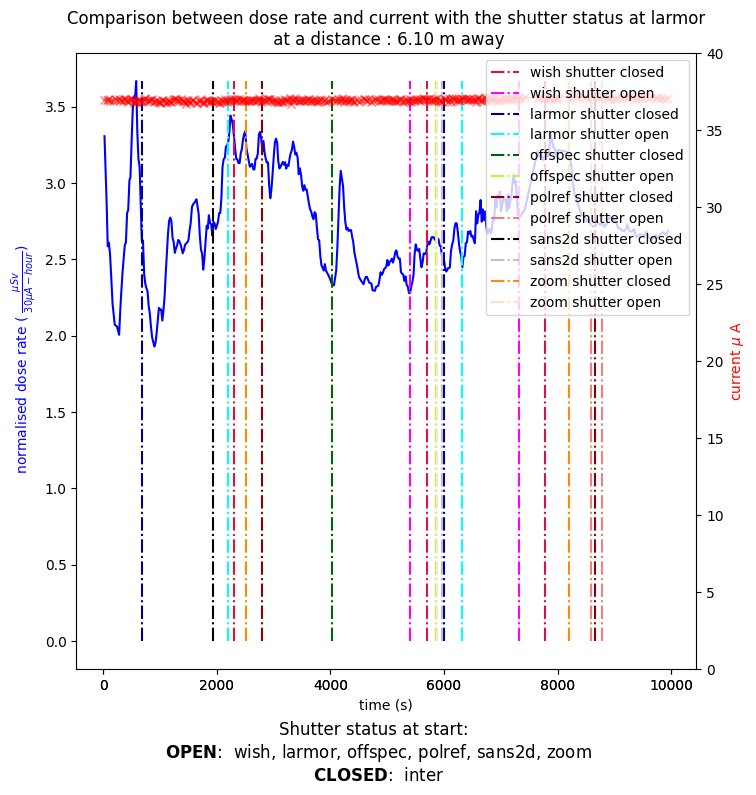 Comparison between dose rate and current with the shutter status at larmor
at a distance : 6.10 m away
normalised dose rate ( μSv / 30μA−hour )
3.5
3.0
2.5
2.0
1.5
1.0
0.5
0.0
40
35
30
25
20
15
10
5
0
current μ A
wish shutter closed
wish shutter open
larmor shutter closed
larmor shutter open
offspec shutter closed
offspec shutter open
polref shutter closed
polref shutter open
sans2d shutter closed
sans2d shutter open
zoom shutter closed
zoom shutter open
0 2000 4000 6000 8000 10000
time (s)
Shutter status at start:
OPEN: wish, larmor, offspec, polref, sans2d, zoom
CLOSED: inter